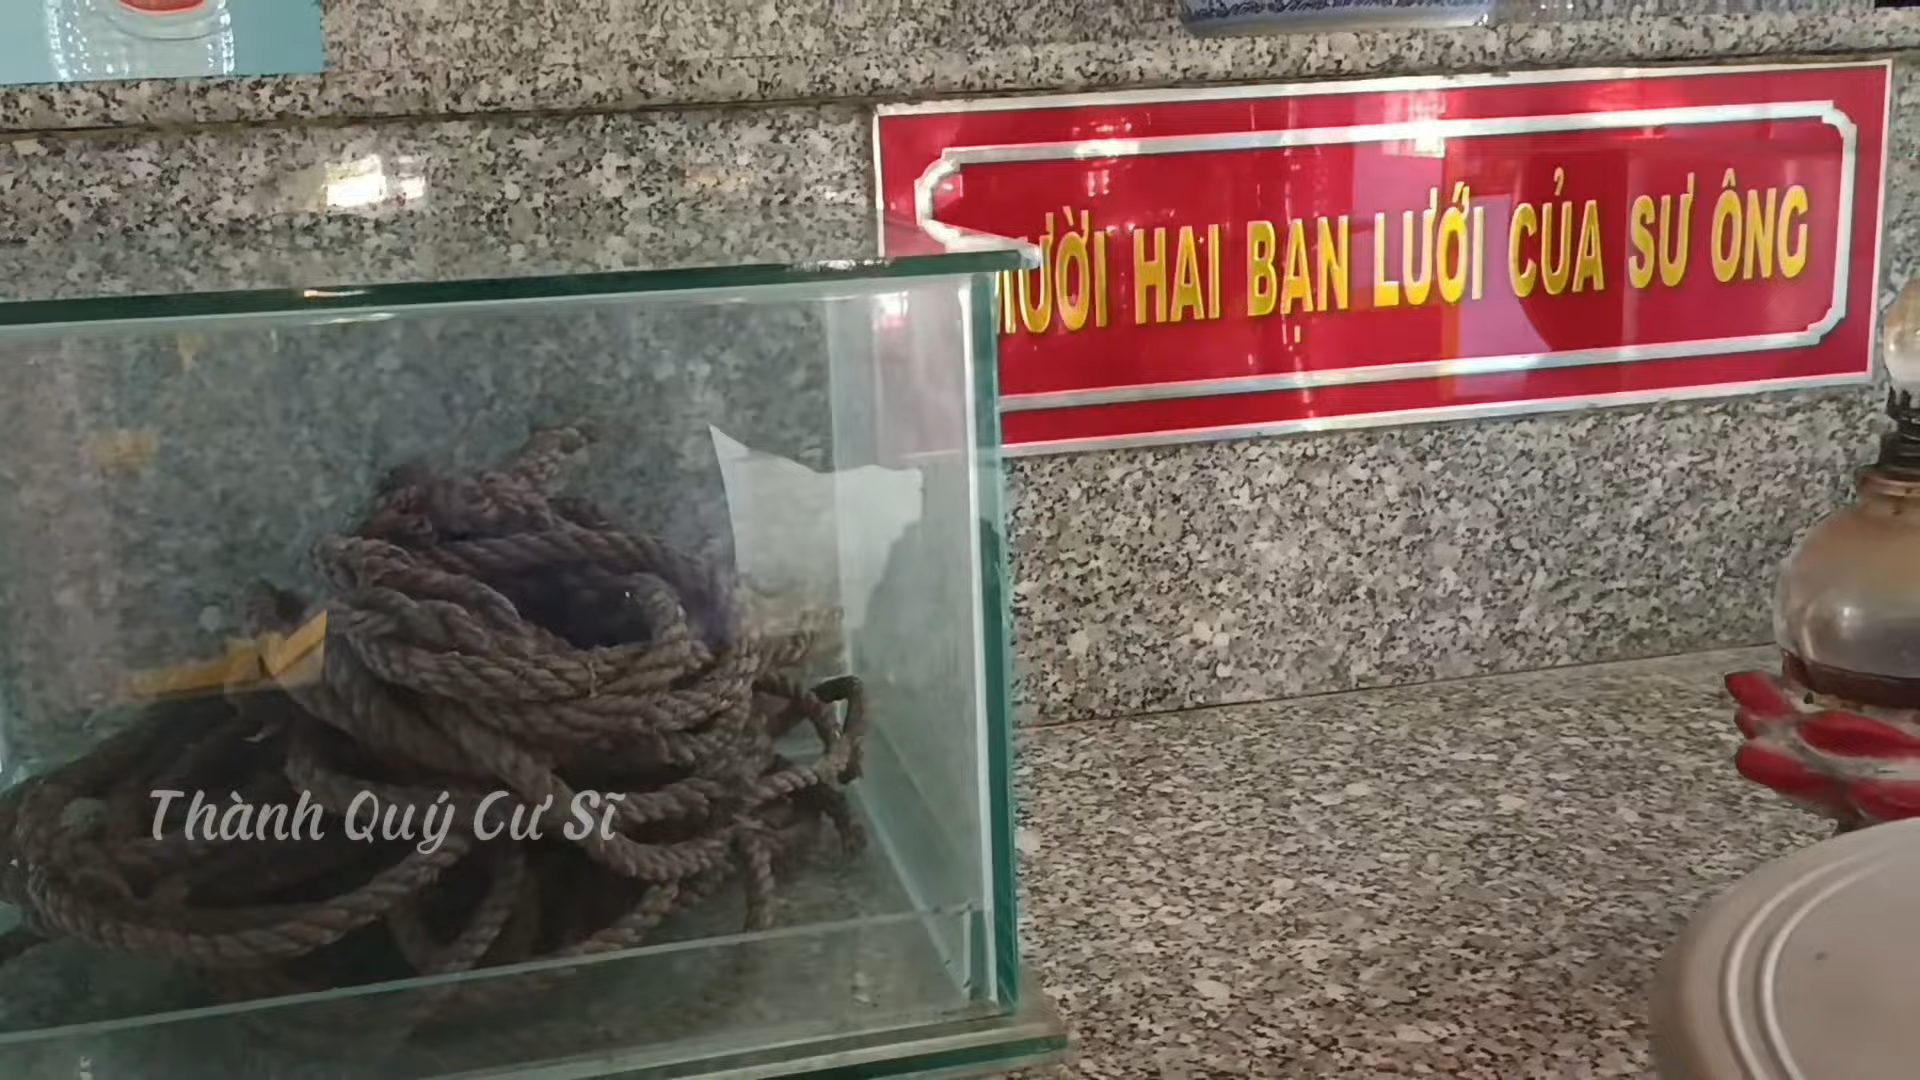 ƯỜI HAI BẠN LƯỚI CỦA SƯ ÔNG
Thành Quý Cư Sĩ